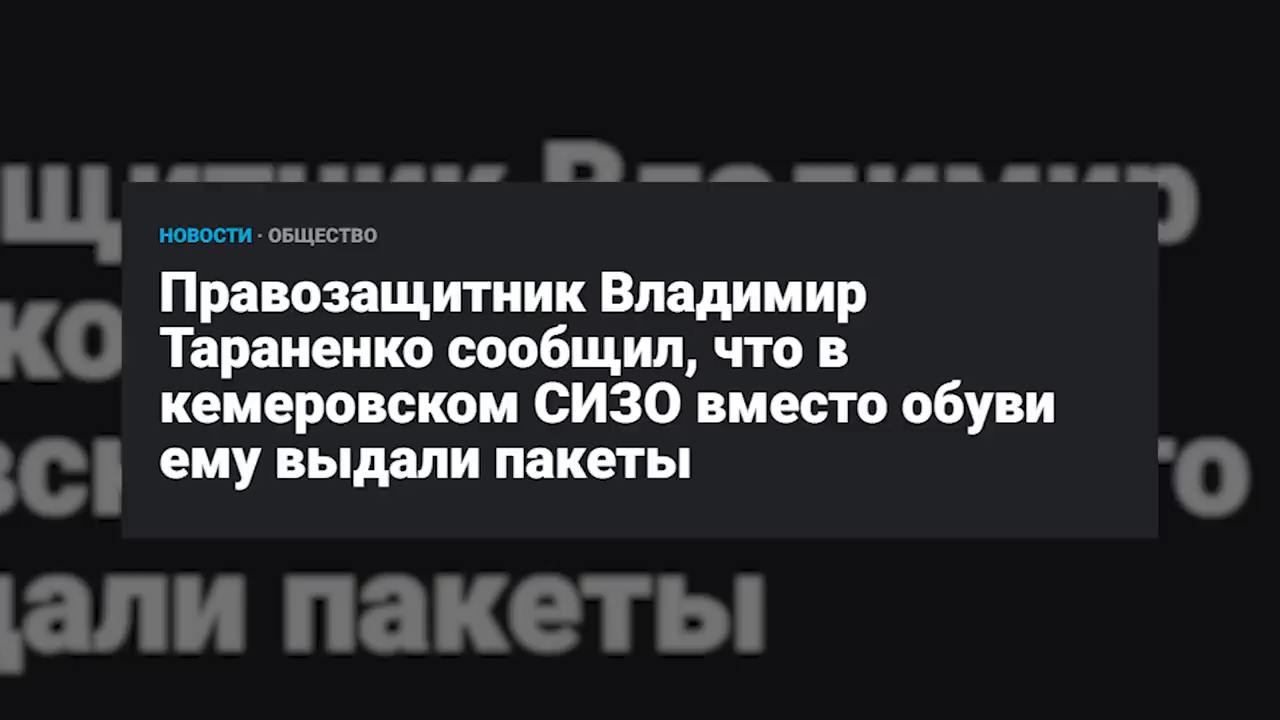 НОВОСТИ · ОБЩЕСТВО
Правозащитник Владимир
Тараненко сообщил, что в
кемеровском СИЗО вместо обуви
ему выдали пакеты